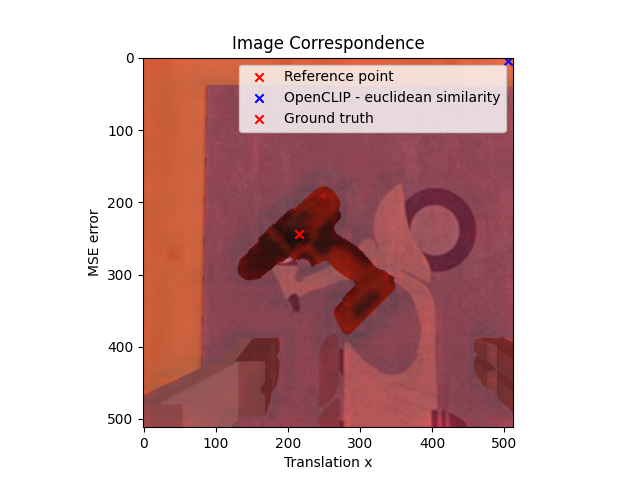 Image Correspondence
Reference point
OpenCLIP - euclidean similarity
Ground truth
0
100
200
300
400
500
MSE error
0
100
200
300
400
500
Translation x